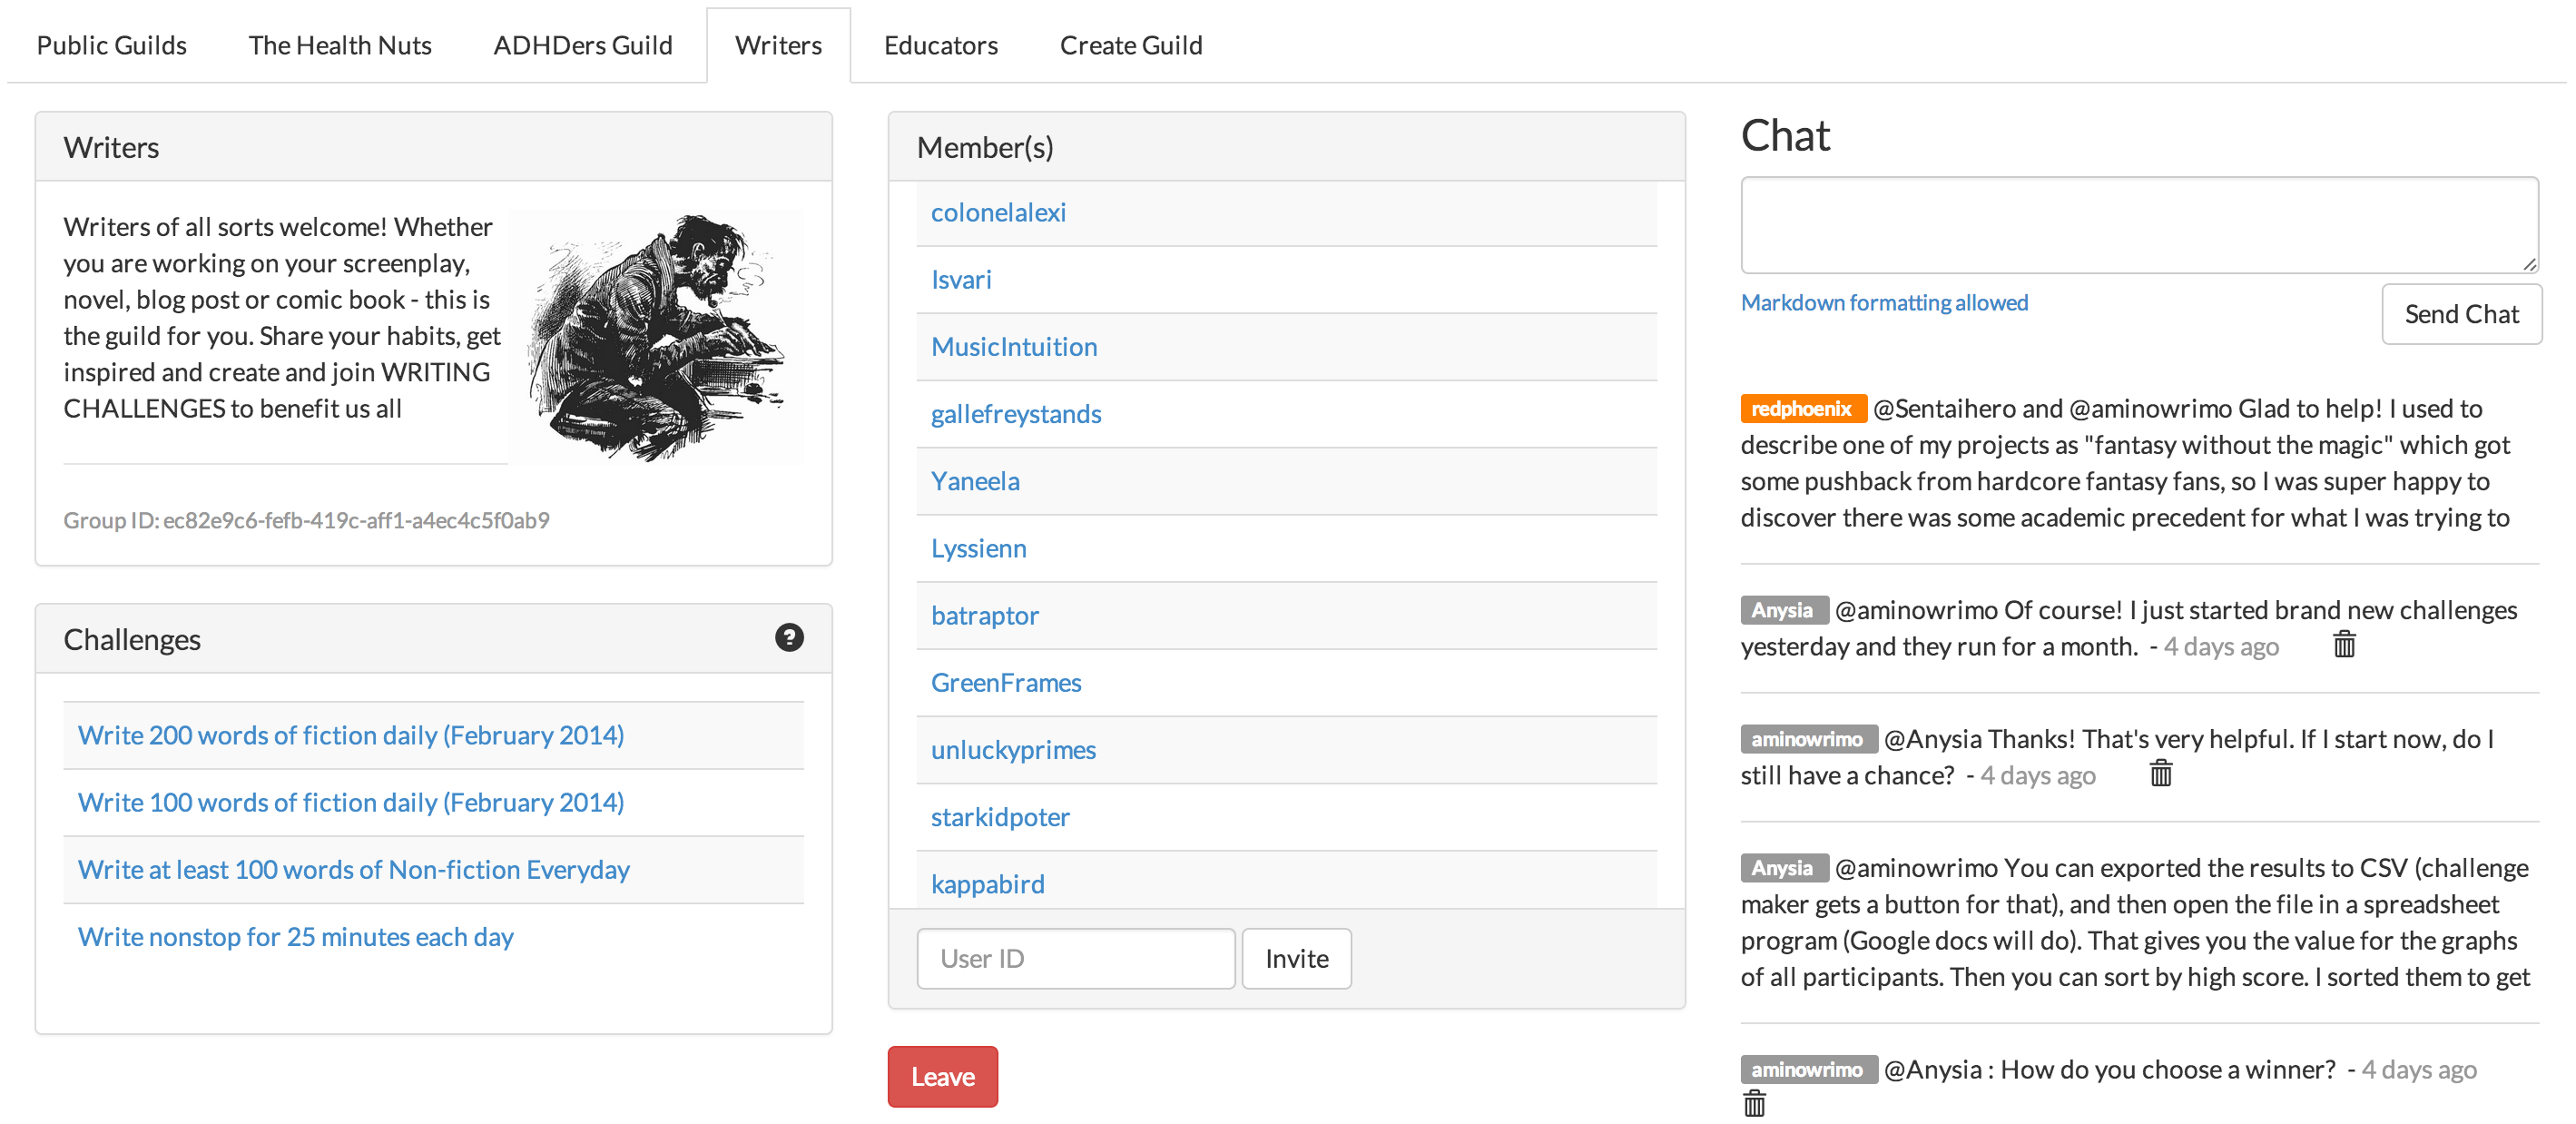 Public Guilds
The Health Nuts
ADHDers Guild
Writers
Educators
Create Guild
Writers
Writers of all sorts welcome! Whether
you are working on your screenplay,
novel, blog post or comic book - this is
the guild for you. Share your habits, get
inspired and create and join WRITING
CHALLENGES to benefit us all
Group ID: ec82e9c6-fefb-419c-aff1-a4ec4c5f0ab9
Challenges
?
Write 200 words of fiction daily (February 2014)
Write 100 words of fiction daily (February 2014)
Write at least 100 words of Non-fiction Everyday
Write nonstop for 25 minutes each day
Member(s)
colonelalexi
Isvari
MusicIntuition
gallefreystands
Yaneela
Lyssienn
batraptor
GreenFrames
unluckyprimes
starkidpoter
kappabird
User ID
Invite
Leave
Chat
Markdown formatting allowed
Send Chat
redphoenix @Sentaihero and @aminowrimo Glad to help! I used to
describe one of my projects as "fantasy without the magic" which got
some pushback from hardcore fantasy fans, so I was super happy to
discover there was some academic precedent for what I was trying to
Anysia @aminowrimo Of course! I just started brand new challenges
yesterday and they run for a month. - 4 days ago
aminowrimo @Anysia Thanks! That's very helpful. If I start now, do I
still have a chance? - 4 days ago
Anysia @aminowrimo You can exported the results to CSV (challenge
maker gets a button for that), and then open the file in a spreadsheet
program (Google docs will do). That gives you the value for the graphs
of all participants. Then you can sort by high score. I sorted them to get
aminowrimo @Anysia : How do you choose a winner? - 4 days ago